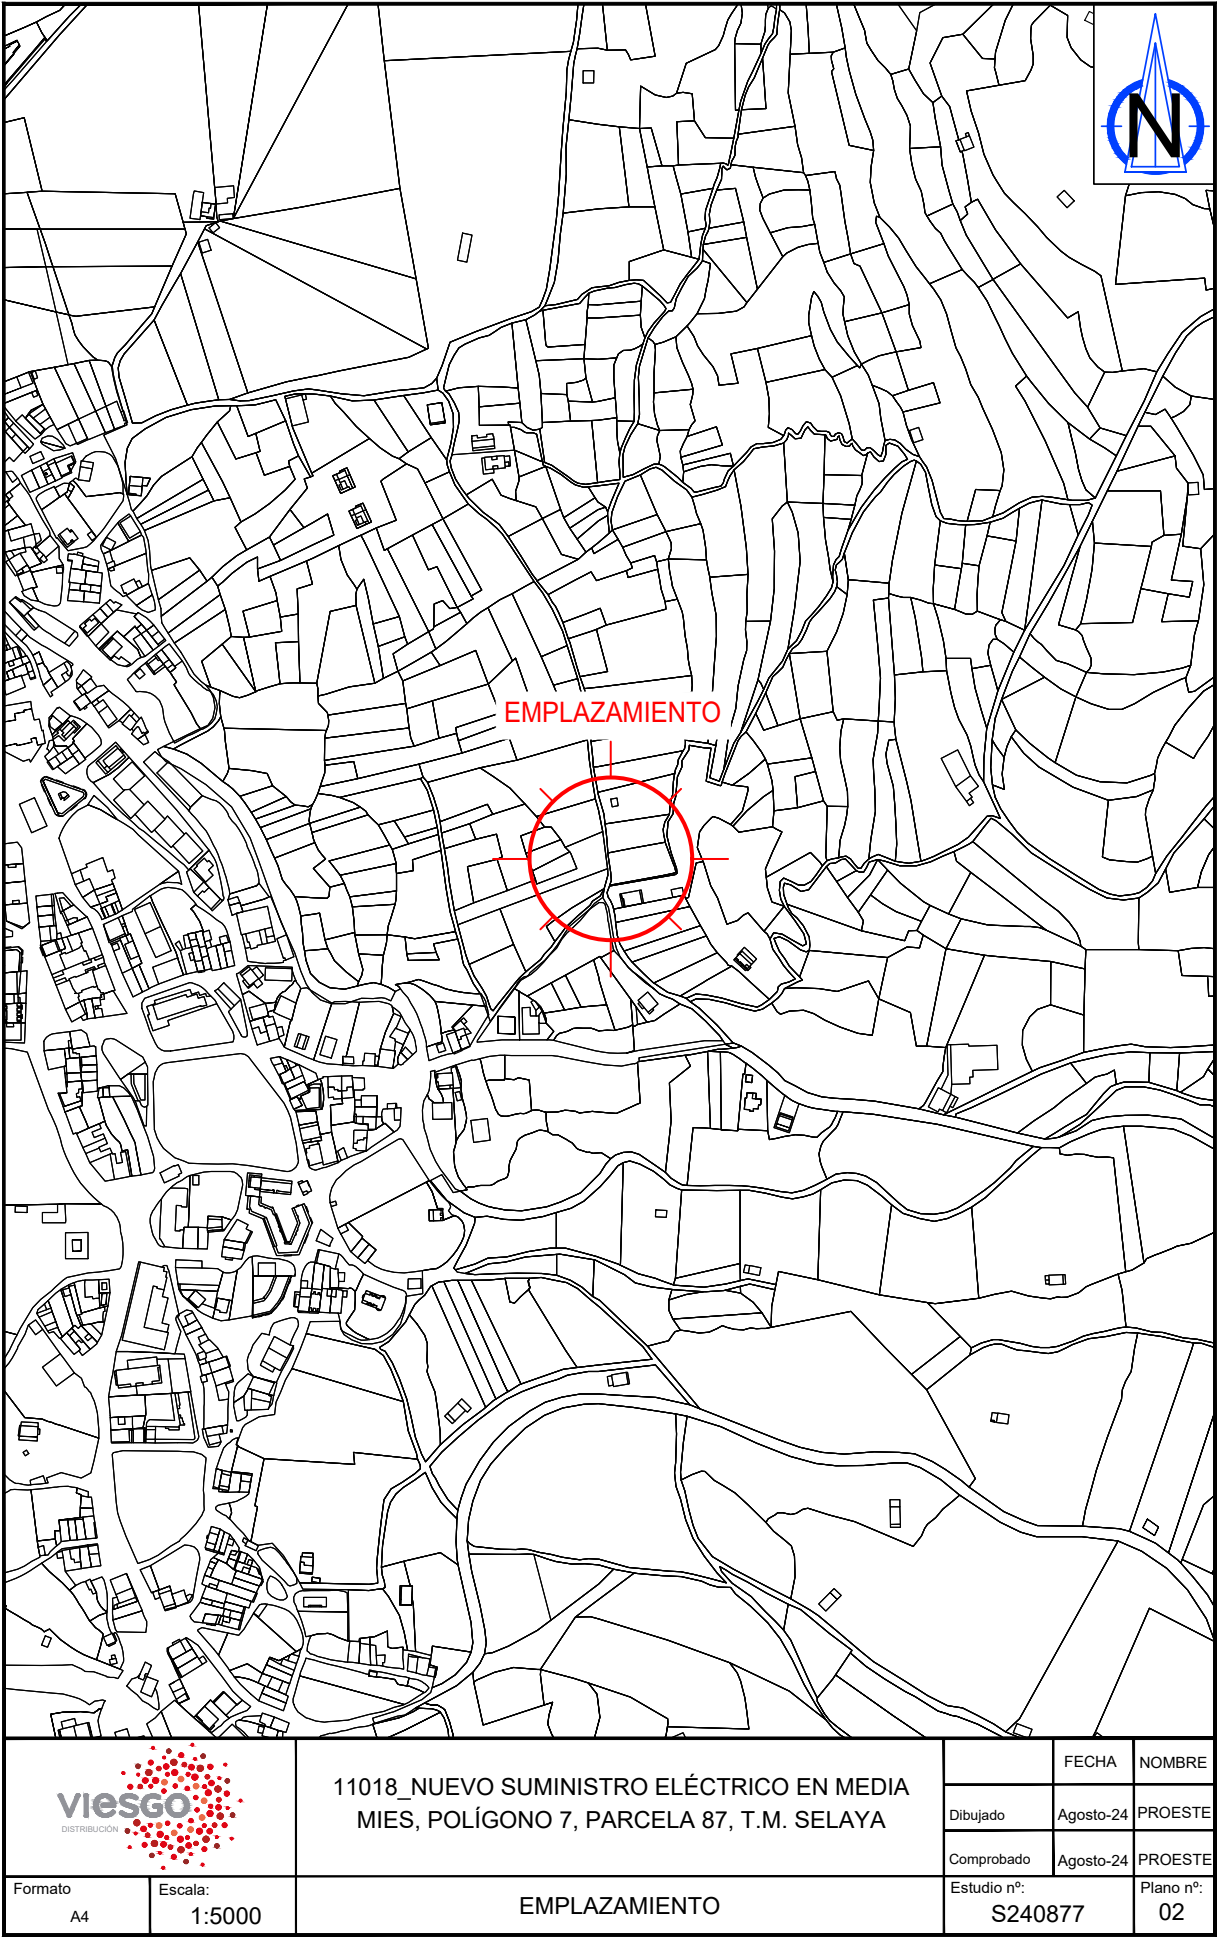 N
EMPLAZAMIENTO
VIESGO
DISTRIBUCIÓN
11018_NUEVO SUMINISTRO ELÉCTRICO EN MEDIA
MIES, POLÍGONO 7, PARCELA 87, T.M. SELAYA
FECHA NOMBRE
Dibujado Agosto-24 PROESTE
Comprobado Agosto-24 PROESTE
Formato
A4
Escala:
1:5000
EMPLAZAMIENTO
Estudio nº:
S240877
Plano nº:
02